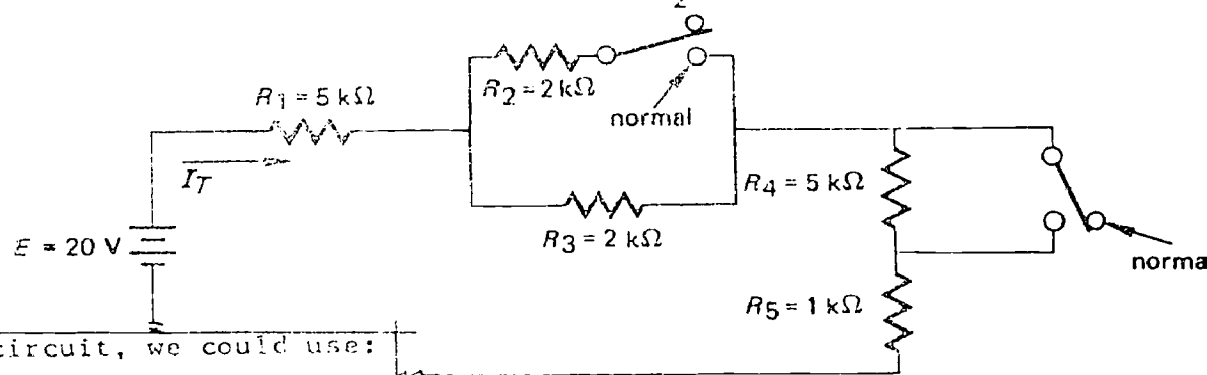 2
R2 = 2 kΩ
normal
R1 = 5 kΩ
IT
R4 = 5 kΩ
R3 = 2 kΩ
E = 20 V
norma
R5 = 1 kΩ
circuit, we could use: